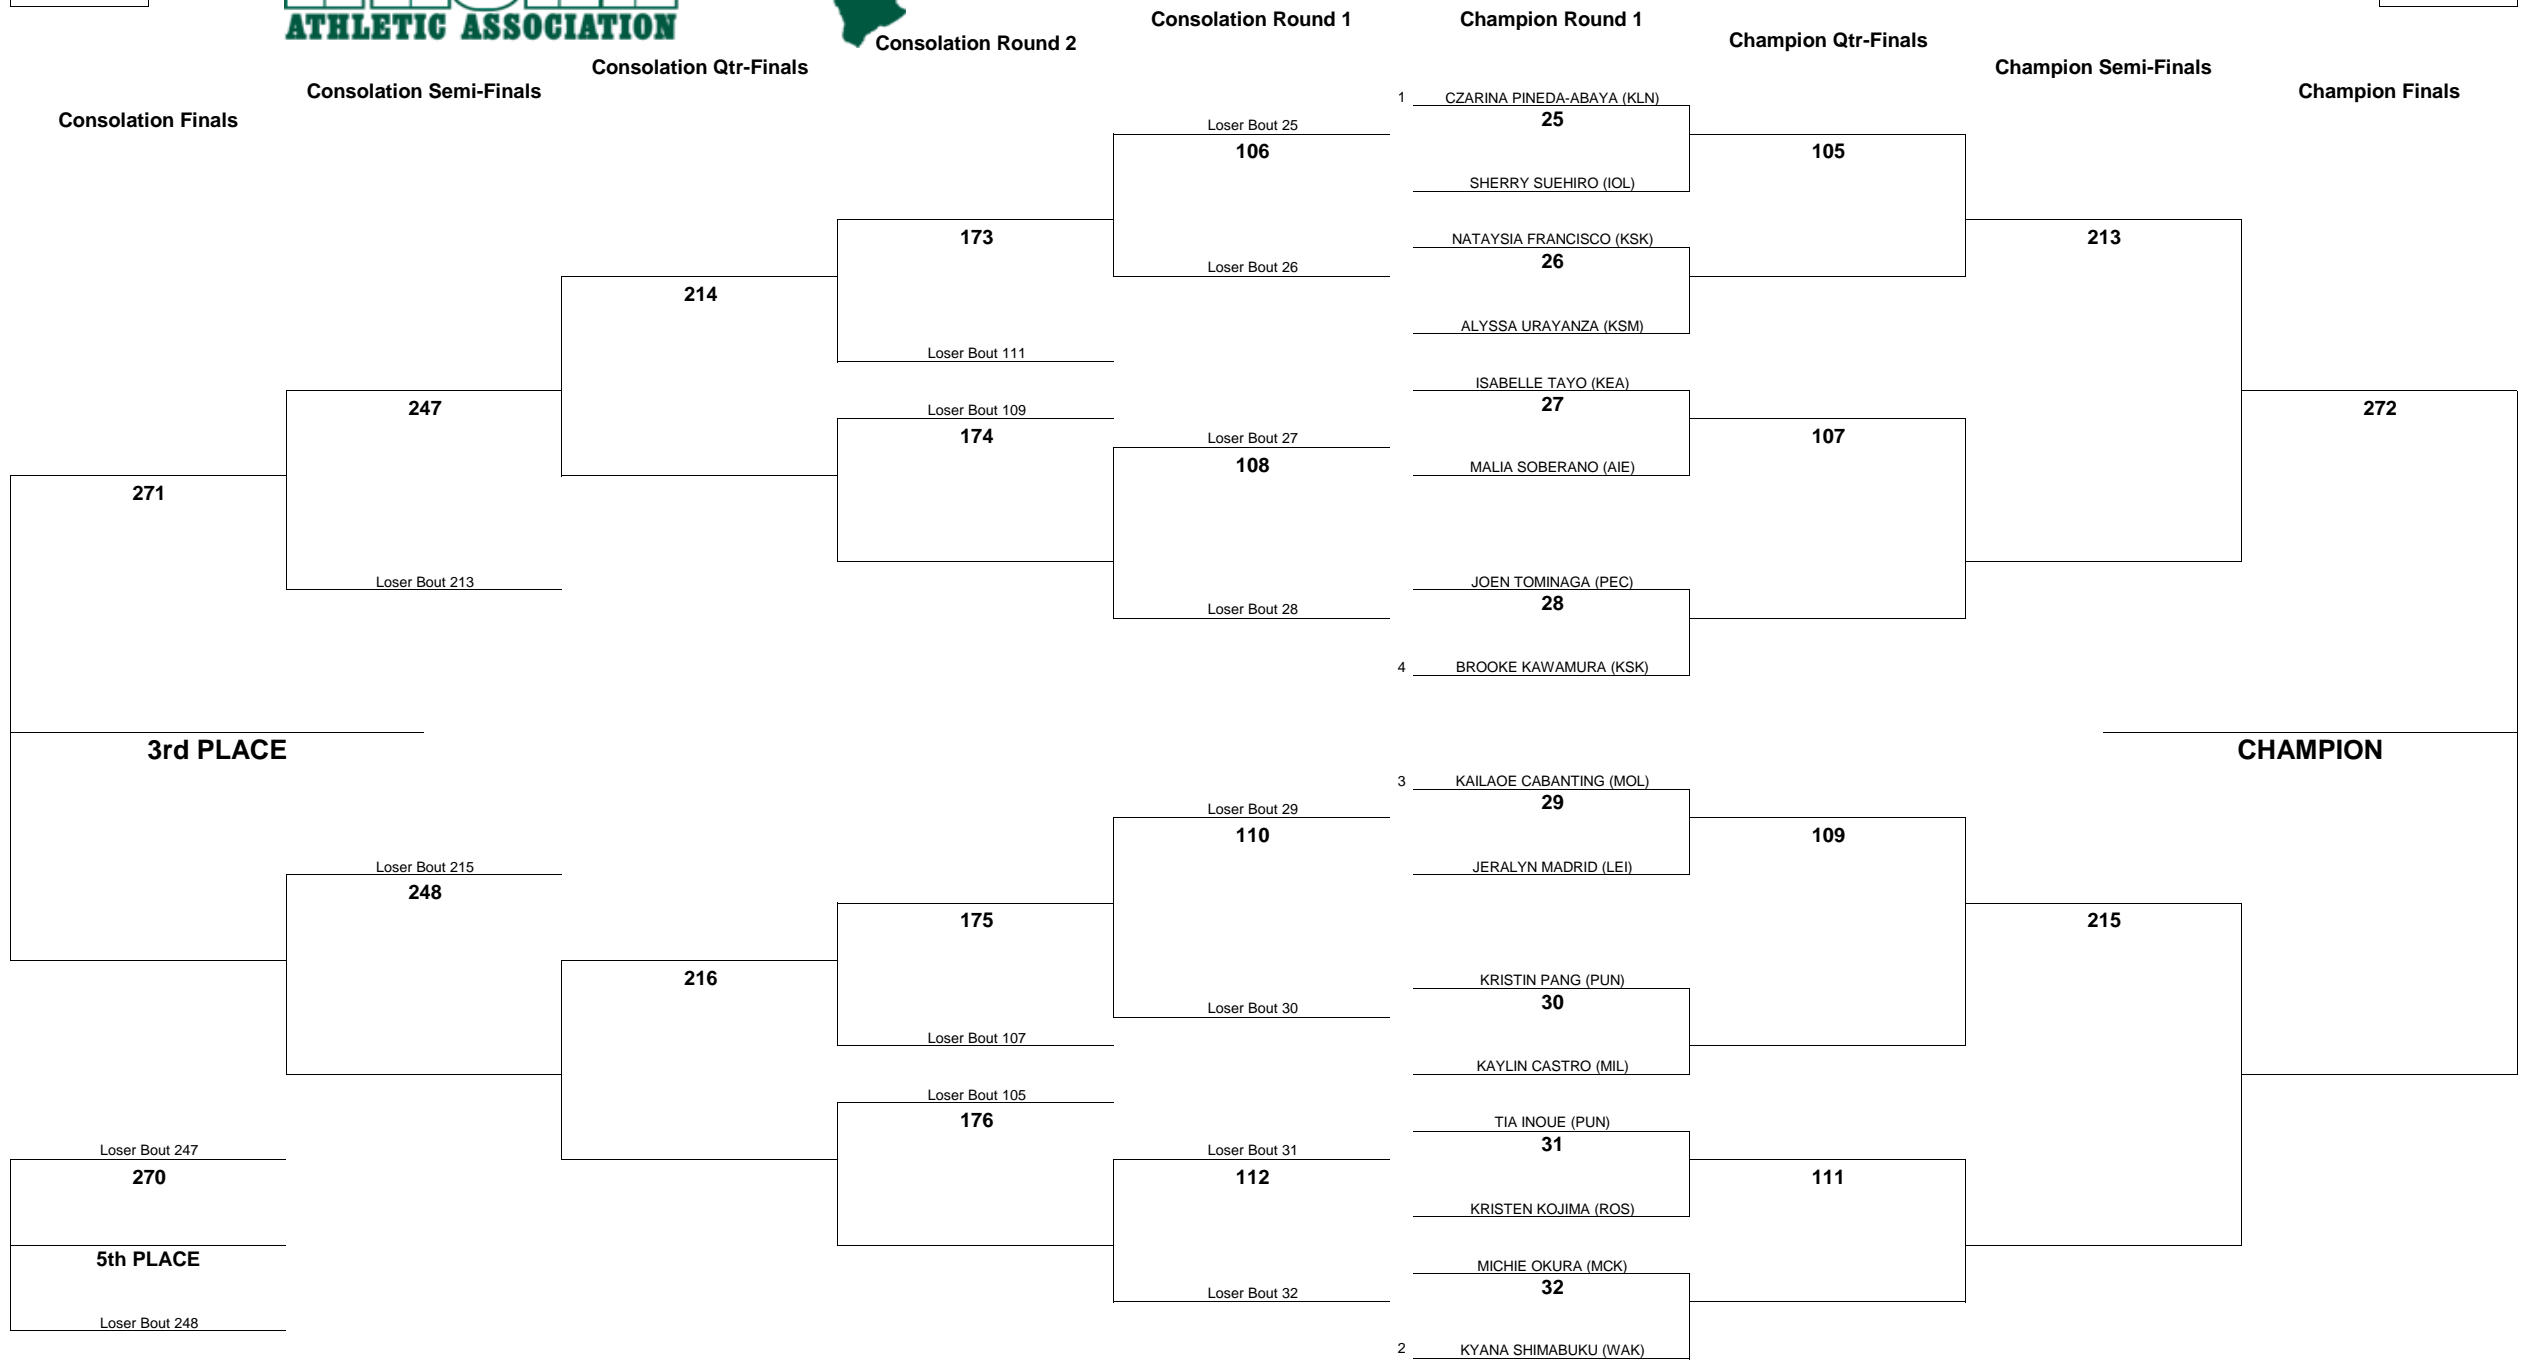 ATHLETIC ASSOCIATION
Consolation Round 1
Champion Round 1
Consolation Round 2
Champion Qtr-Finals
Consolation Qtr-Finals
Champion Semi-Finals
Consolation Semi-Finals
Champion Finals
Consolation Finals
1 CZARINA PINEDA-ABAYA (KLN)
25
Loser Bout 25
106
105
SHERRY SUEHIRO (IOL)
173
213
NATAYSIA FRANCISCO (KSK)
26
Loser Bout 26
214
ALYSSA URAYANZA (KSM)
Loser Bout 111
ISABELLE TAYO (KEA)
27
247
272
Loser Bout 109
174
107
Loser Bout 27
108
MALIA SOBERANO (AIE)
271
Loser Bout 213
JOEN TOMINAGA (PEC)
28
Loser Bout 28
4 BROOKE KAWAMURA (KSK)
3rd PLACE
CHAMPION
3 KAILAOE CABANTING (MOL)
29
Loser Bout 29
110
109
Loser Bout 215
JERALYN MADRID (LEI)
248
175
215
216
KRISTIN PANG (PUN)
30
Loser Bout 30
Loser Bout 107
KAYLIN CASTRO (MIL)
Loser Bout 105
176
TIA INOUE (PUN)
31
Loser Bout 247
Loser Bout 31
270
112
111
KRISTEN KOJIMA (ROS)
5th PLACE
MICHIE OKURA (MCK)
32
Loser Bout 32
Loser Bout 248
2 KYANA SHIMABUKU (WAK)